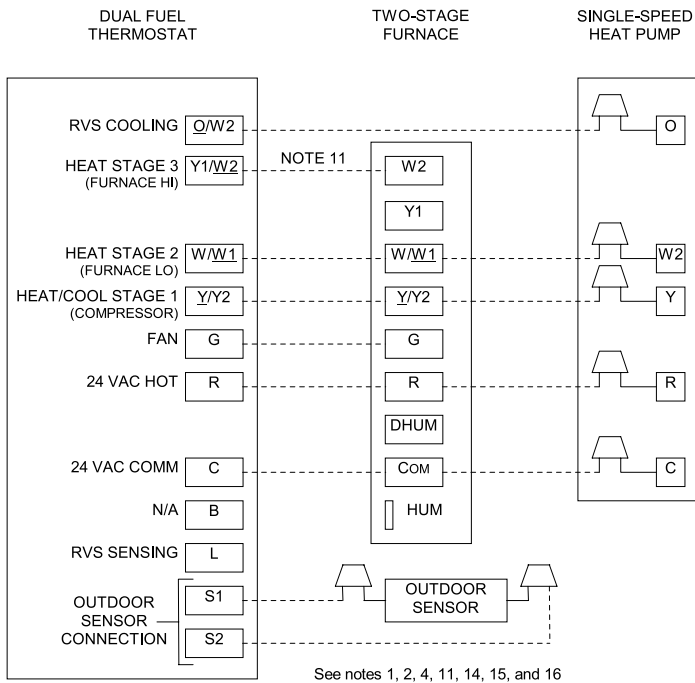 DUAL FUEL
THERMOSTAT
TWO-STAGE
FURNACE
SINGLE-SPEED
HEAT PUMP
RVS COOLING O/W2 O
HEAT STAGE 3
(FURNACE HI)
Y1/W2 NOTE 11 W2
Y1
HEAT STAGE 2
(FURNACE LO)
W/W1 W/W1 W2
HEAT/COOL STAGE 1
(COMPRESSOR)
Y/Y2 Y/Y2 Y
FAN G G
24 VAC HOT R R R
DHUM
24 VAC COMM C COM C
N/A B HUM
RVS SENSING L
OUTDOOR
SENSOR
CONNECTION
S1
S2
OUTDOOR
SENSOR
See notes 1, 2, 4, 11, 14, 15, and 16